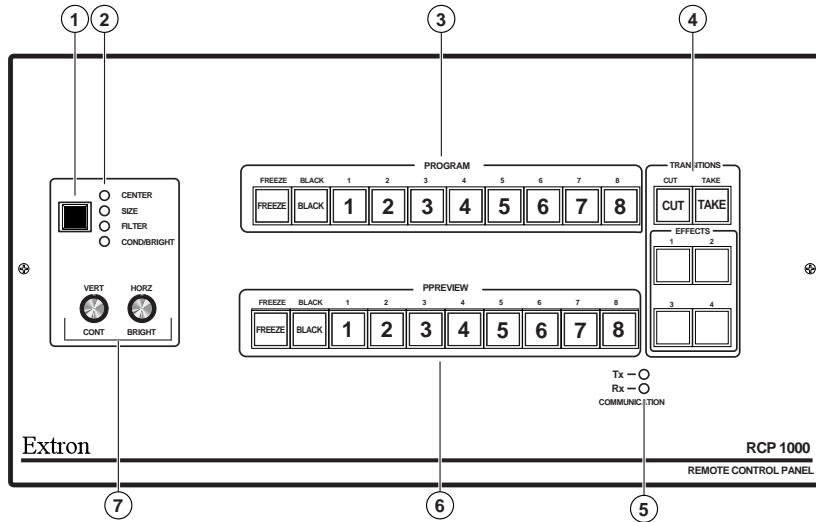 1 2 3 4
PROGRAM
FREEZE BLACK 1 2 3 4 5 6 7 8
FREEZE BLACK 1 2 3 4 5 6 7 8
TRANSITIONS
CUT TAKE
CUT TAKE
EFFECTS
1 2
3 4
CENTER
SIZE
FILTER
COND/BRIGHT
VERT HORZ
CONT BRIGHT
PPREVIEW
FREEZE BLACK 1 2 3 4 5 6 7 8
FREEZE BLACK 1 2 3 4 5 6 7 8
Tx
Rx
COMMUNICATION
Extron
RCP 1000
REMOTE CONTROL PANEL
7 6 5